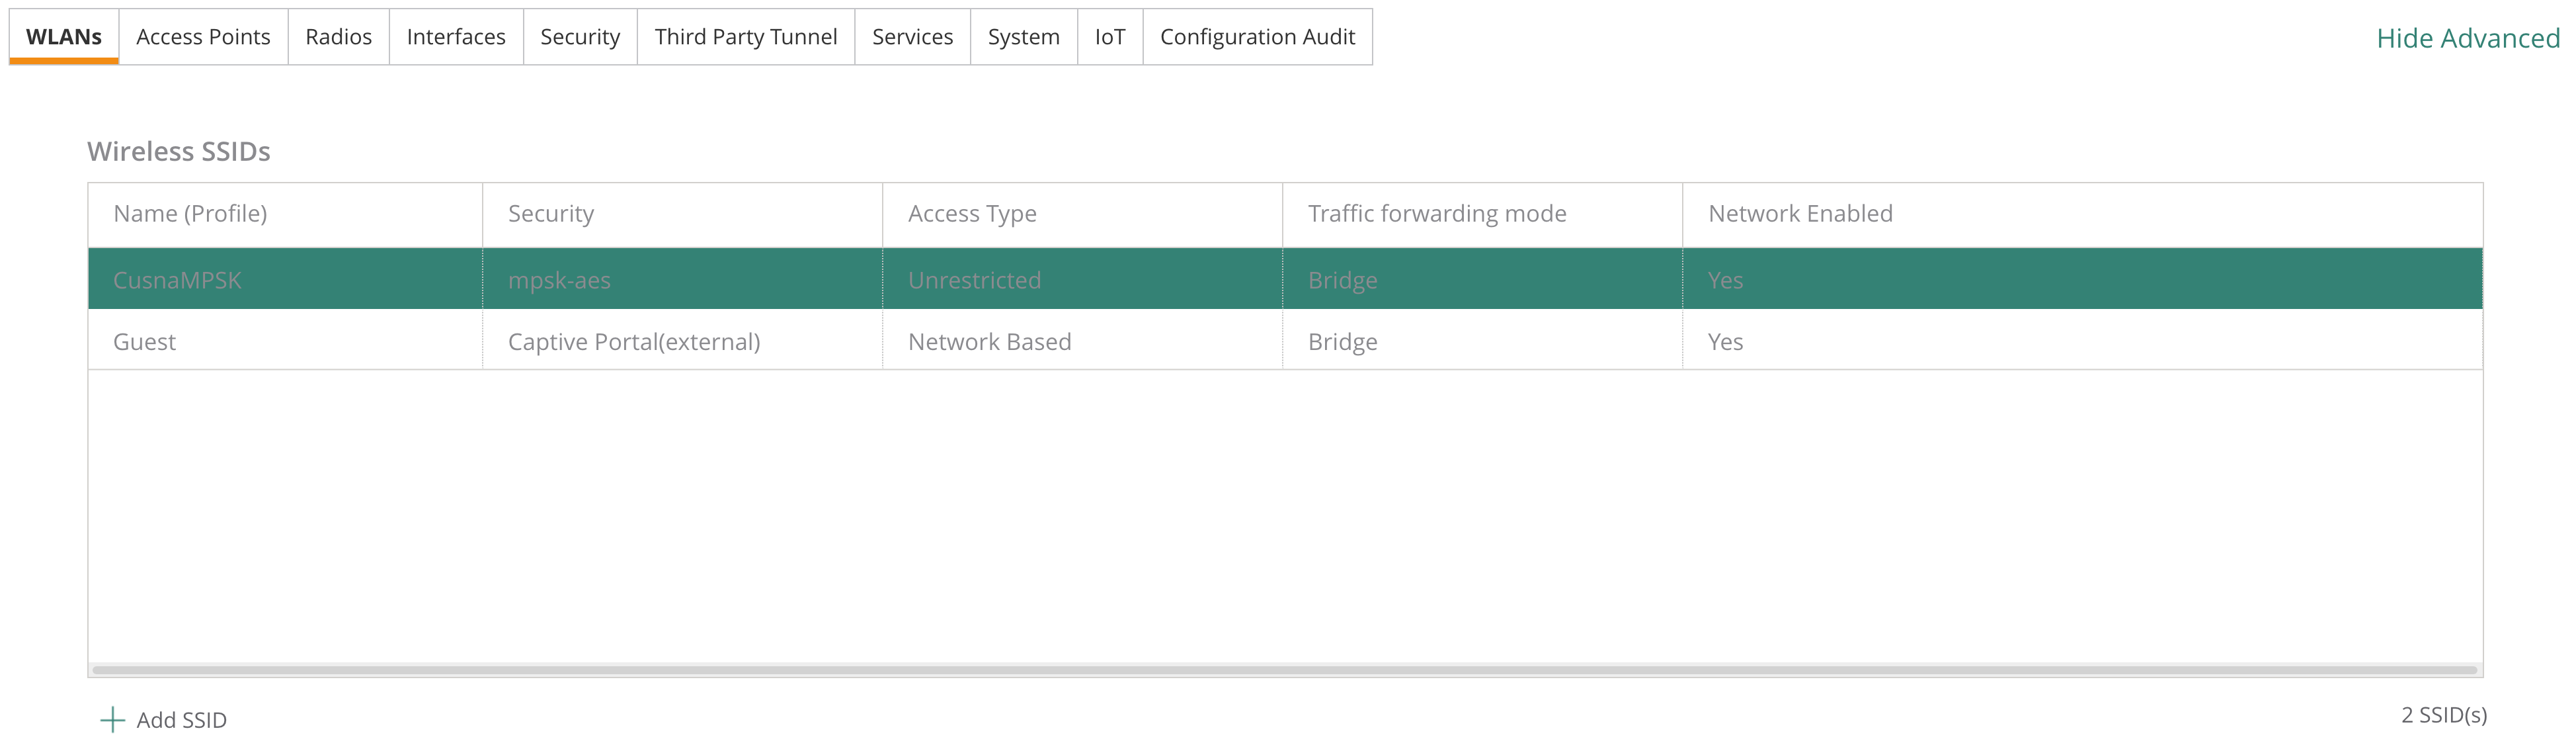 WLANs Access Points Radios Interfaces Security Third Party Tunnel Services System IoT Configuration Audit Hide Advanced
Wireless SSIDs
Name (Profile) Security Access Type Traffic forwarding mode Network Enabled
CusnaMPSK mpsk-aes Unrestricted Bridge Yes
Guest Captive Portal(external) Network Based Bridge Yes
Add SSID 2 SSID(s)